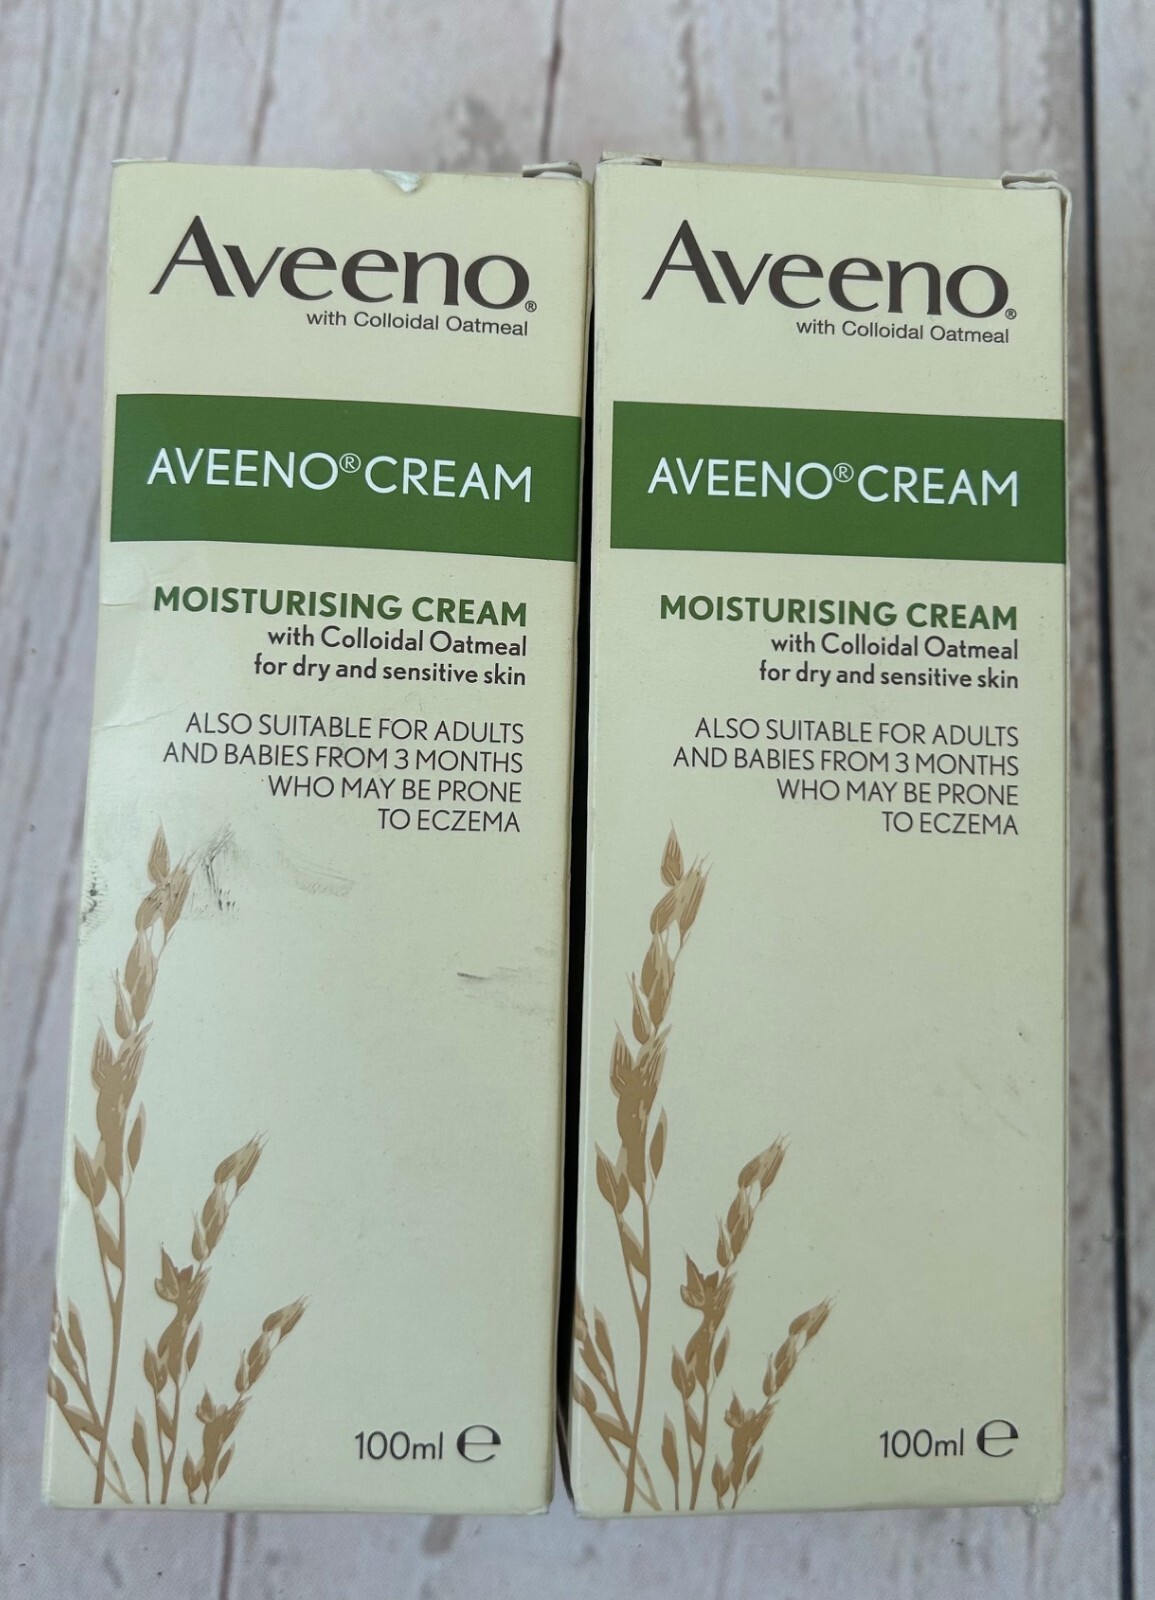 Aveeno®
with Colloidal Oatmeal
AVEENO® CREAM
MOISTURISING CREAM
with Colloidal Oatmeal
for dry and sensitive skin
ALSO SUITABLE FOR ADULTS
AND BABIES FROM 3 MONTHS
WHO MAY BE PRONE
TO ECZEMA
100ml ℮
Aveeno®
with Colloidal Oatmeal
AVEENO® CREAM
MOISTURISING CREAM
with Colloidal Oatmeal
for dry and sensitive skin
ALSO SUITABLE FOR ADULTS
AND BABIES FROM 3 MONTHS
WHO MAY BE PRONE
TO ECZEMA
100ml ℮